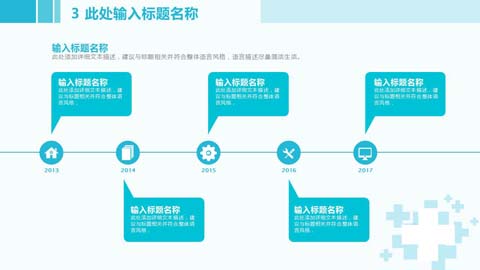 3 此处输入标题名称
输入标题名称
此处添加详细文本描述，建议与标题相关并符合整体语言风格，语言描述尽量简洁生活。
输入标题名称
此处添加详细文本描述，建
议与标题相关并符合整体语
言风格，
输入标题名称
此处添加详细文本描述，建
议与标题相关并符合整体语
言风格，
输入标题名称
此处添加详细文本描述，建
议与标题相关并符合整体语
言风格，
2013
2014
2015
2016
2017
输入标题名称
此处添加详细文本描述，建
议与标题相关并符合整体语
言风格，
输入标题名称
此处添加详细文本描述，建
议与标题相关并符合整体语
言风格，